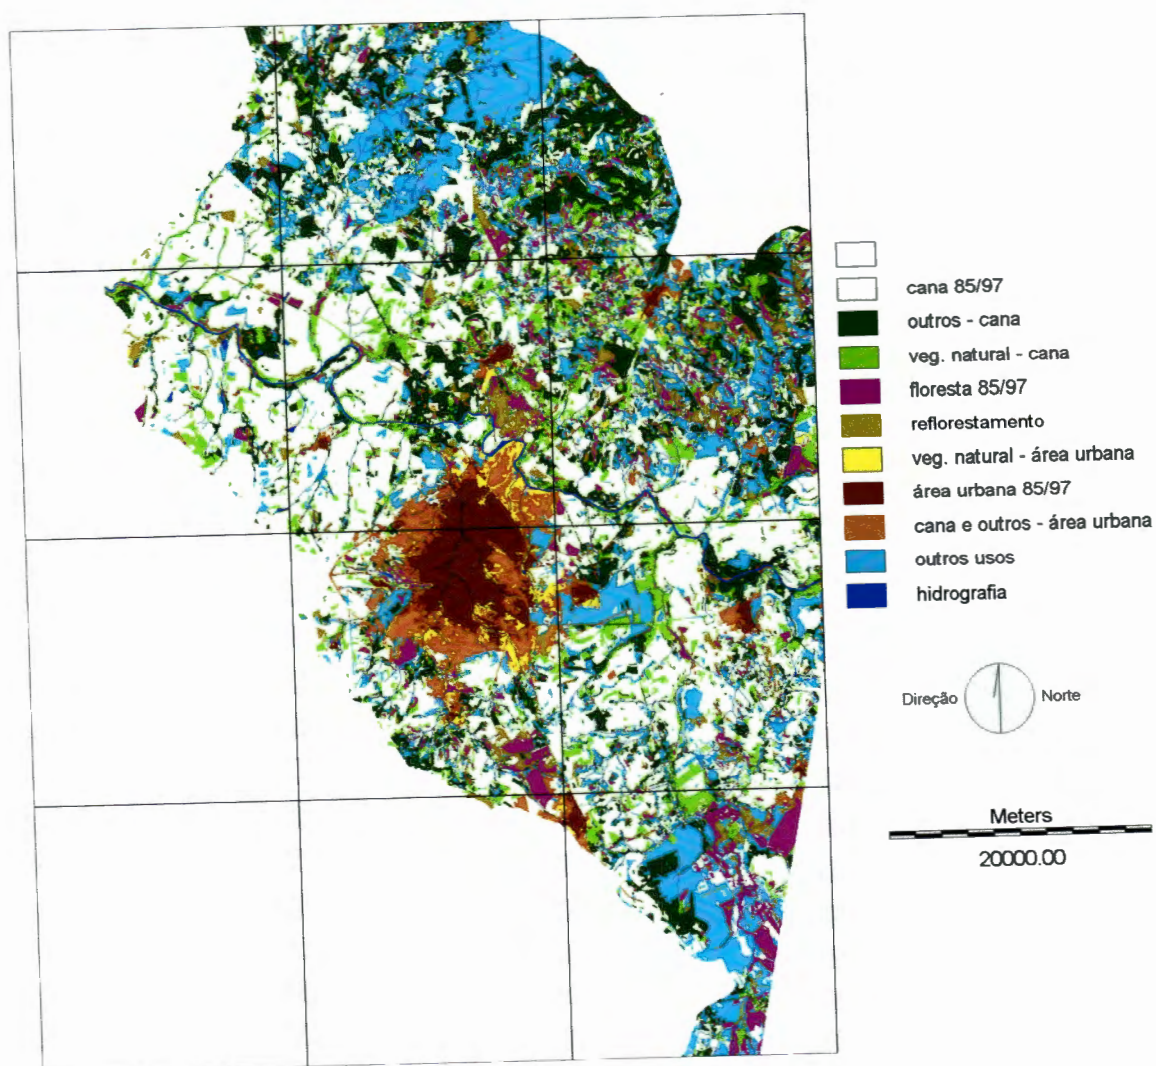 cana 85/97
outros - cana
veg. natural - cana
floresta 85/97
reflorestamento
veg. natural - área urbana
área urbana 85/97
cana e outros - área urbana
outros usos
hidrografia
Direção Norte
Meters
20000.00